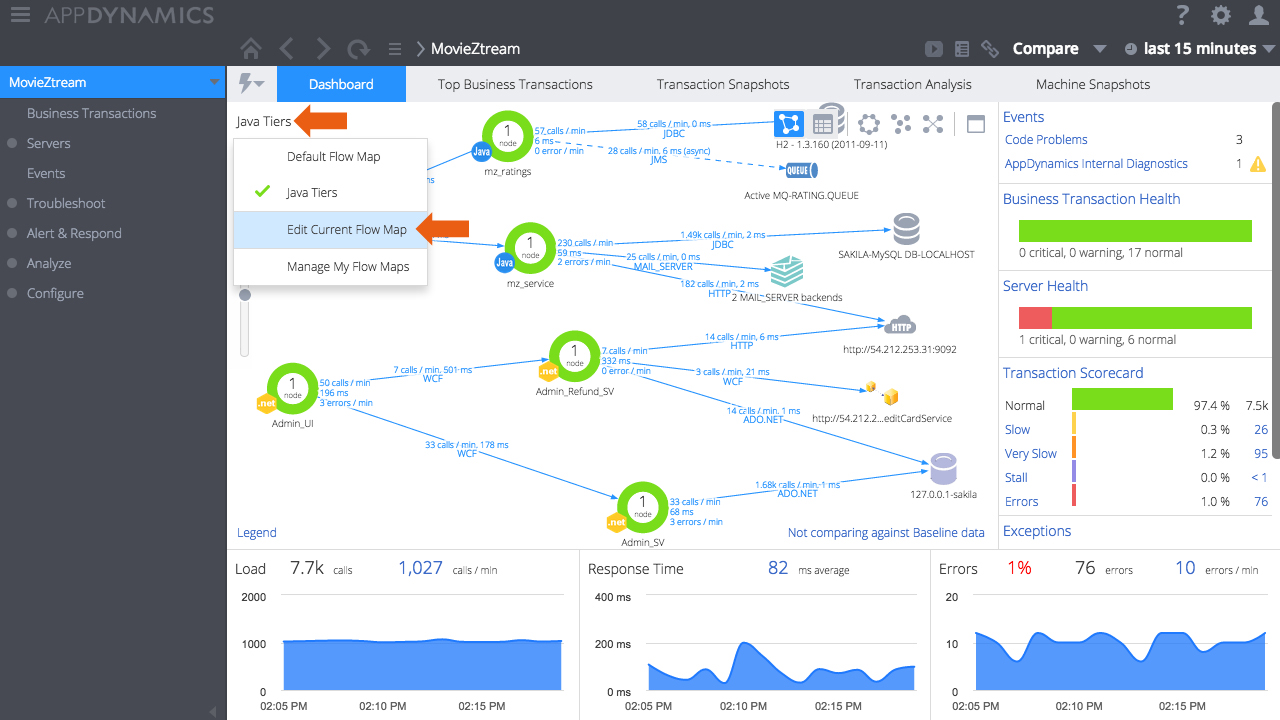 APPDYNAMICS
MovieZtream
Compare
last 15 minutes
MovieZtream
Business Transactions
Servers
Events
Troubleshoot
Alert & Respond
Analyze
Configure
Dashboard
Top Business Transactions
Transaction Snapshots
Transaction Analysis
Machine Snapshots
Java Tiers
Default Flow Map
Java Tiers
Edit Current Flow Map
Manage My Flow Maps
1
node
Java
mz_ratings
57 calls / min
6 ms
0 error / min
58 calls / min, 0 ms
JDBC
28 calls / min, 6 ms (async)
JMS
H2 - 1.3.160 (2011-09-11)
QUEUE
Active MQ-RATING.QUEUE
1
node
Java
mz_service
230 calls / min
59 ms
2 errors / min
1.49k calls / min, 2 ms
JDBC
25 calls / min, 0 ms
MAIL_SERVER
182 calls / min, 2 ms
HTTP
SAKILA-MySQL DB-LOCALHOST
2 MAIL_SERVER backends
HTTP
http://54.212.253.31:9092
1
node
.net
Admin_Refund_SV
7 calls / min
332 ms
0 error / min
14 calls / min, 6 ms
HTTP
3 calls / min, 21 ms
WCF
14 calls / min, 1 ms
ADO.NET
http://54.212.2...editCardService
1
node
.net
Admin_UI
50 calls / min
196 ms
3 errors / min
7 calls / min, 501 ms
WCF
33 calls / min, 178 ms
WCF
1
node
.net
Admin_SV
33 calls / min
68 ms
3 errors / min
1.68k calls / min, 1 ms
ADO.NET
127.0.0.1-sakila
Legend
Not comparing against Baseline data
Events
Code Problems 3
AppDynamics Internal Diagnostics 1
Business Transaction Health
0 critical, 0 warning, 17 normal
Server Health
1 critical, 0 warning, 6 normal
Transaction Scorecard
Normal 97.4 % 7.5k
Slow 0.3 % 26
Very Slow 1.2 % 95
Stall 0.0 % < 1
Errors 1.0 % 76
Exceptions
Load 7.7k calls 1,027 calls / min
2000
1000
0
02:05 PM 02:10 PM 02:15 PM
Response Time 82 ms average
400 ms
200 ms
0 ms
02:05 PM 02:10 PM 02:15 PM
Errors 1% 76 errors 10 errors / min
20
10
0
02:05 PM 02:10 PM 02:15 PM